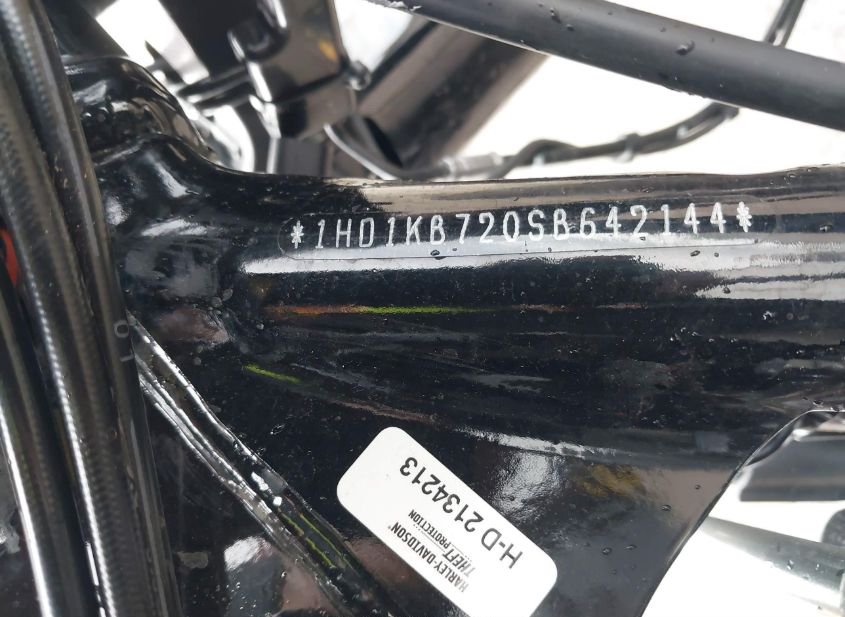 *1HD1KB720SB642144*
H-D 2134213
HARLEY-DAVIDSON
THEFT PROTECTION